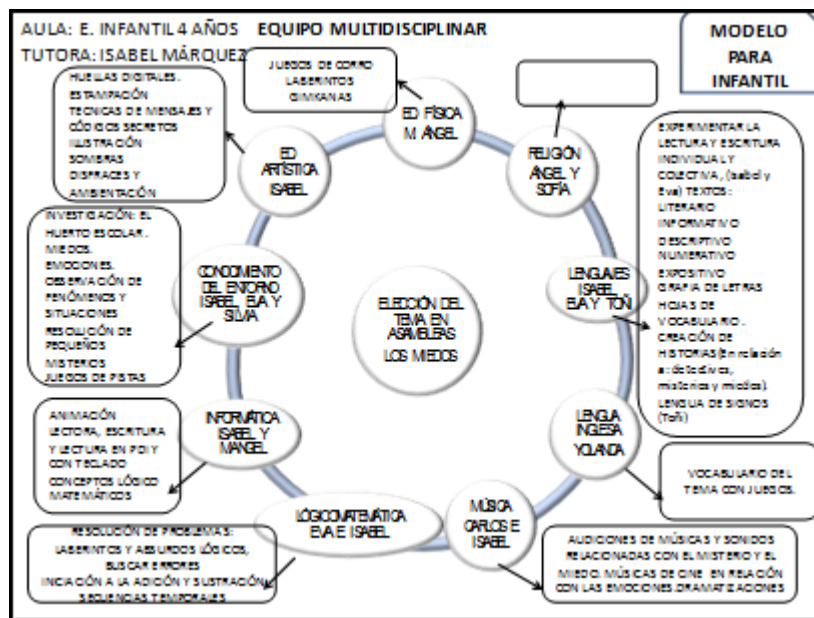 AULA: E. INFANTIL 4 AÑOS EQUIPO MULTIDISCIPLINAR
TUTORA: ISABEL MÁRQUEZ
MODELO
PARA
INFANTIL
HUELLAS DIGITALES.
ESTAMPACIÓN
TECNICAS DE MENSAJES Y
CÓDIGOS SECRETOS
ILUSTRACIÓN
SOMBRAS
DISFRACES Y
AMBIENTACIÓN
JUEGOS DE CORRO
LABERINTOS
GIMKANAS
ED FÍSICA
M ÁNGEL
ED
ARTÍSTICA
ISABEL
RELIGIÓN
ÁNGEL Y
SOFÍA
EXPERIMENTAR LA
LECTURA Y ESCRITURA
INDIVIDUAL Y
COLECTIVA, (Isabel y
Eva) TEXTOS:
LITERARIO
INFORMATIVO
DESCRIPTIVO
NUMERATIVO
EXPOSITIVO
GRAFIA DE LETRAS
HOJAS DE
VOCABULARIO.
CREACIÓN DE
HISTORIAS(En relación
a: detectives,
misterios y miedos).
LENGUA DE SIGNOS
(Toñi)
INVESTIGACIÓN: EL
HUERTO ESCOLAR.
MIEDOS.
EMOCIONES.
OBSERVACIÓN DE
FENÓMENOS Y
SITUACIONES
RESOLUCIÓN DE
PEQUEÑOS
MISTERIOS
JUEGOS DE PISTAS
CONOCIMIENTO
DEL ENTORNO
ISABEL, EVA Y
SILVIA
ELECCIÓN DEL
TEMA EN
ASAMBLEAS
LOS MIEDOS
LENGUAJES
ISABEL,
EVA Y TOÑI
ANIMACIÓN
LECTORA, ESCRITURA
Y LECTURA EN PDI Y
CON TECLADO
CONCEPTOS LÓGICO
MATEMÁTICOS
INFORMÁTICA
ISABEL Y
MANGEL
LENGUA
INGLESA
YOLANDA
VOCABULARIO DEL
TEMA CON JUEGOS.
LÓGICOMATEMÁTICA
EVA E ISABEL
MÚSICA
CARLOS E
ISABEL
RESOLUCIÓN DE PROBLEMAS:
LABERINTOS Y ABSURDOS LÓGICOS,
BUSCAR ERRORES
INICIACIÓN A LA ADICIÓN Y SUSTRACIÓN
SECUENCIAS TEMPORALES
AUDICIONES DE MÚSICAS Y SONIDOS
RELACIONADAS CON EL MISTERIO Y EL
MIEDO. MÚSICAS DE CINE EN RELACIÓN
CON LAS EMOCIONES.DRAMATIZACIONES